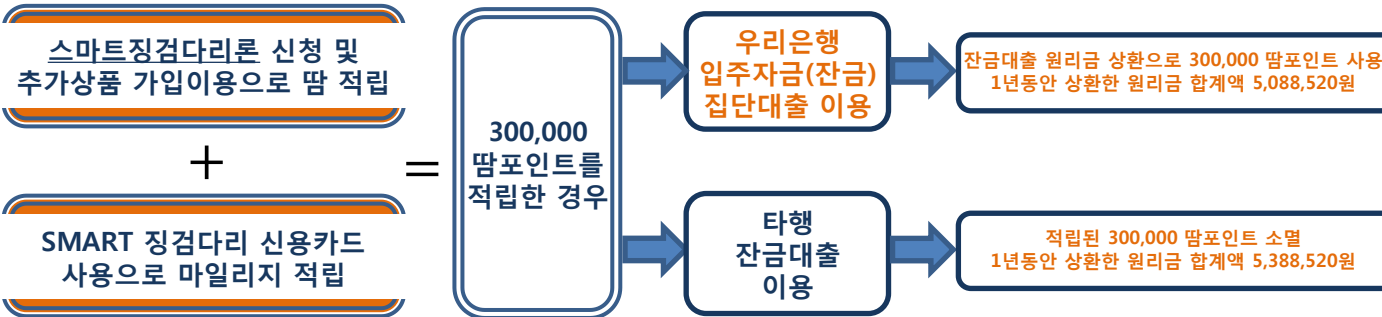 스마트징검다리론 신청 및
추가상품 가입이용으로 땀 적립
+
SMART 징검다리 신용카드
사용으로 마일리지 적립
=
300,000
땀포인트를
적립한 경우
우리은행
입주자금(잔금)
집단대출 이용
잔금대출 원리금 상환으로 300,000 땀포인트 사용
1년동안 상환한 원리금 합계액 5,088,520원
타행
잔금대출
이용
적립된 300,000 땀포인트 소멸
1년동안 상환한 원리금 합계액 5,388,520원